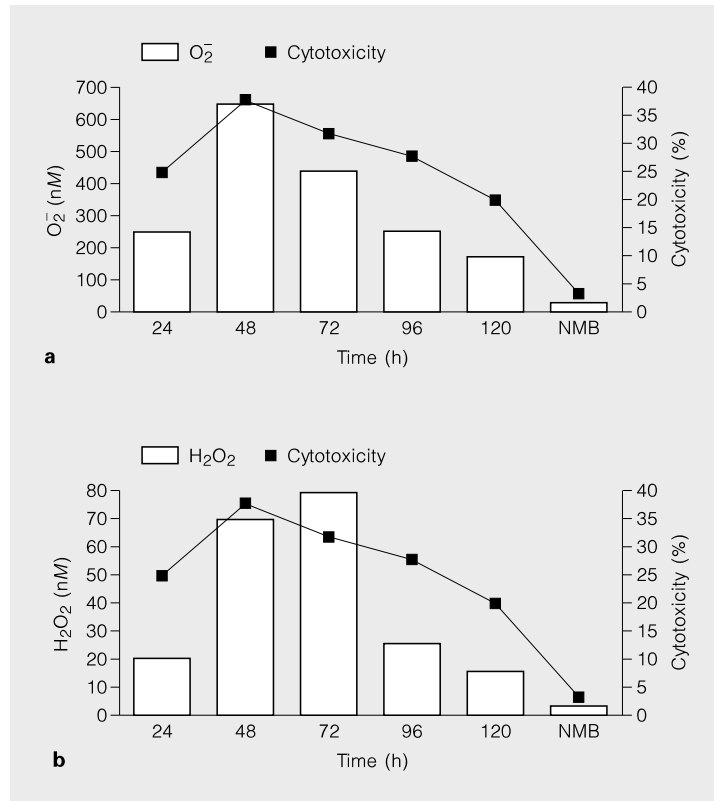 O₂⁻ Cytotoxicity
700 40
600 35
500 30
400 25
300 20
200 15
100 10
0 5
0
O₂⁻ (nM)
Cytotoxicity (%)
24 48 72 96 120 NMB
Time (h)
a
H₂O₂ Cytotoxicity
80 40
70 35
60 30
50 25
40 20
30 15
20 10
10 5
0 0
H₂O₂ (nM)
Cytotoxicity (%)
24 48 72 96 120 NMB
Time (h)
b